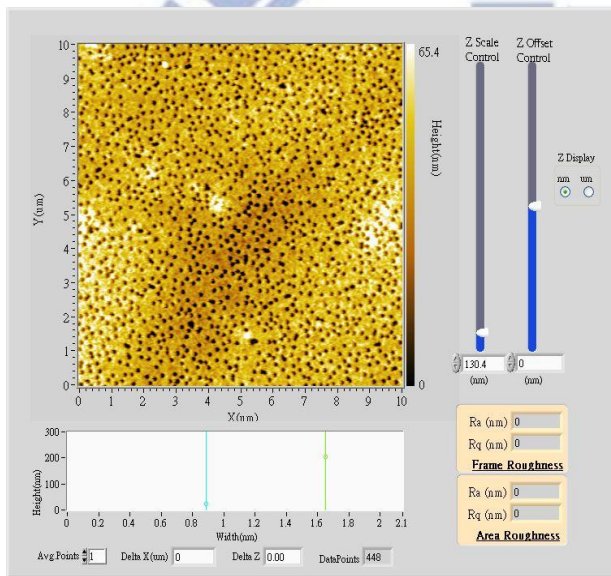 Z Scale Control
Z Offset Control
65.4
Height(nm)
0
10
9
8
7
6
5
4
3
2
1
0
Y(um)
0 1 2 3 4 5 6 7 8 9 10
X(um)
Z Display
nm um
130.4
0
(nm) (nm)
Ra (nm) 0
Rq (nm) 0
Frame Roughness
Ra (nm) 0
Rq (nm) 0
Area Roughness
300
200
100
0
Height(nm)
0 0.2 0.4 0.6 0.8 1 1.2 1.4 1.6 1.8 2 2.1
Width(nm)
Avg.Points 1 Delta X(um) 0 Delta Z 0.00 DataPoints 448